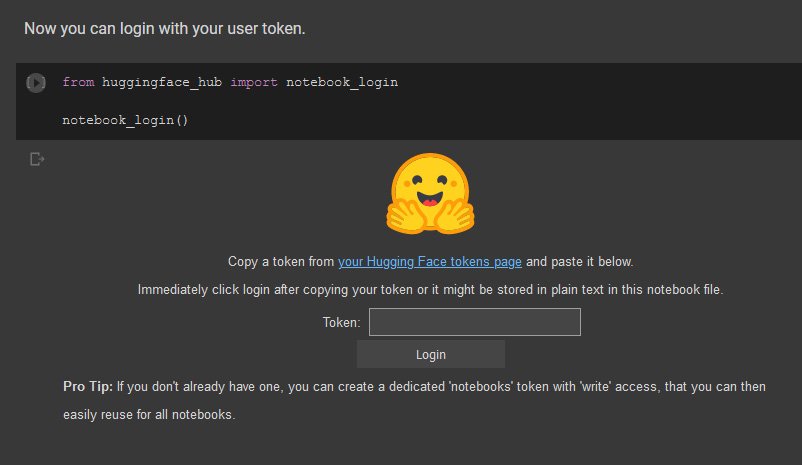 Now you can login with your user token.
from huggingface_hub import notebook_login
notebook_login()
Copy a token from your Hugging Face tokens page and paste it below.
Immediately click login after copying your token or it might be stored in plain text in this notebook file.
Token:
Login
Pro Tip: If you don't already have one, you can create a dedicated 'notebooks' token with 'write' access, that you can then
easily reuse for all notebooks.